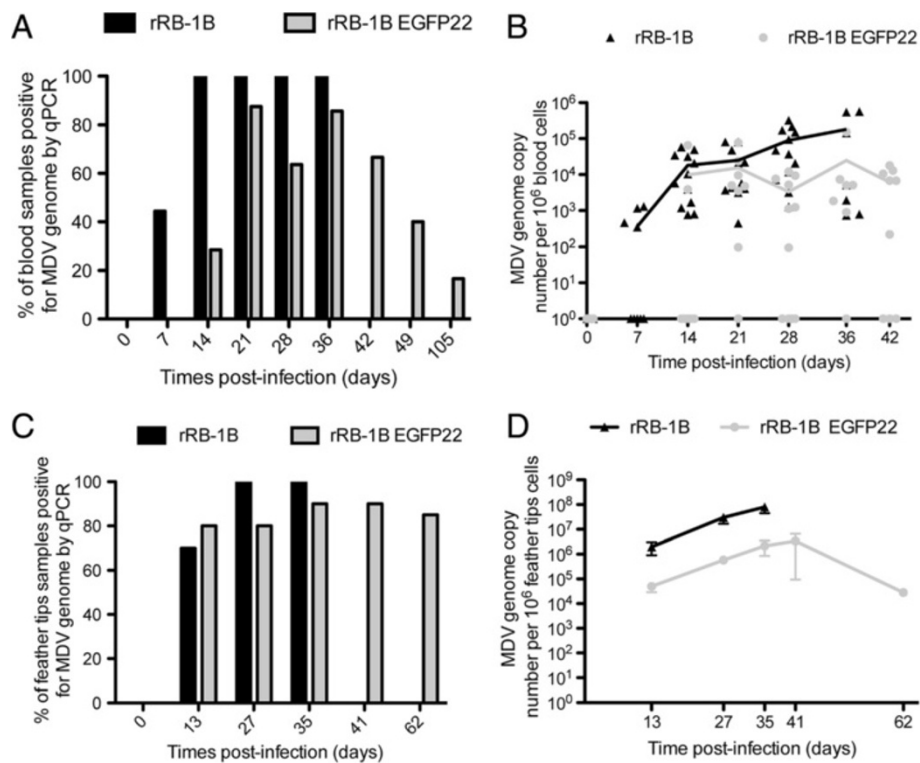 A
rRB-1B
rRB-1B EGFP22
% of blood samples positive
for MDV genome by qPCR
100
80
60
40
20
0
0
7
14
21
28
36
42
49
105
Times post-infection (days)
B
rRB-1B
rRB-1B EGFP22
MDV genome copy
number per 10⁶ blood cells
10⁶
10⁵
10⁴
10³
10²
10¹
10⁰
0
7
14
21
28
36
42
Time post-infection (days)
C
rRB-1B
rRB-1B EGFP22
% of feather tips samples positive
for MDV genome by qPCR
100
80
60
40
20
0
0
13
27
35
41
62
Times post-infection (days)
D
rRB-1B
rRB-1B EGFP22
MDV genome copy
number per 10⁶ feather tips cells
10⁹
10⁸
10⁷
10⁶
10⁵
10⁴
10³
10²
10¹
10⁰
13
27
35
41
62
Time post-infection (days)